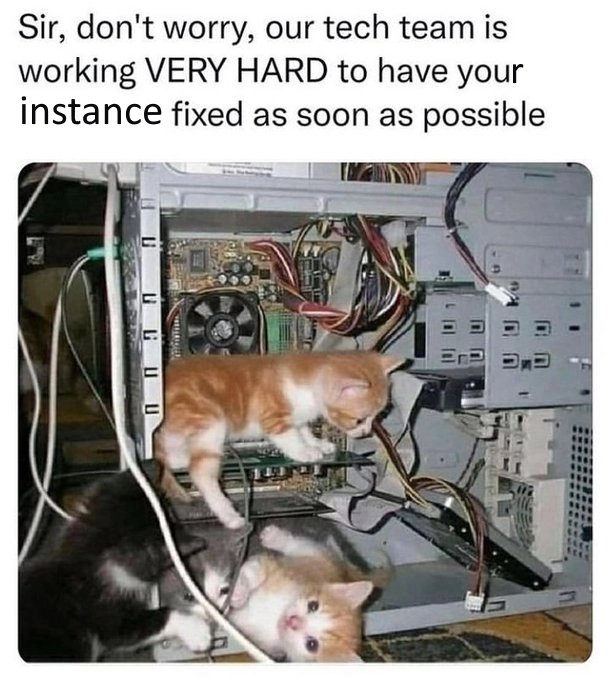 Sir, don't worry, our tech team is
working VERY HARD to have your
instance fixed as soon as possible